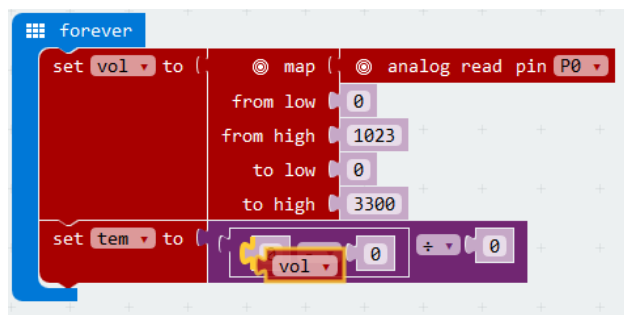 forever
set vol to ( map ( analog read pin P0
from low 0
from high 1023
to low 0
to high 3300
set tem to ( ( 0 ÷ 0
vol